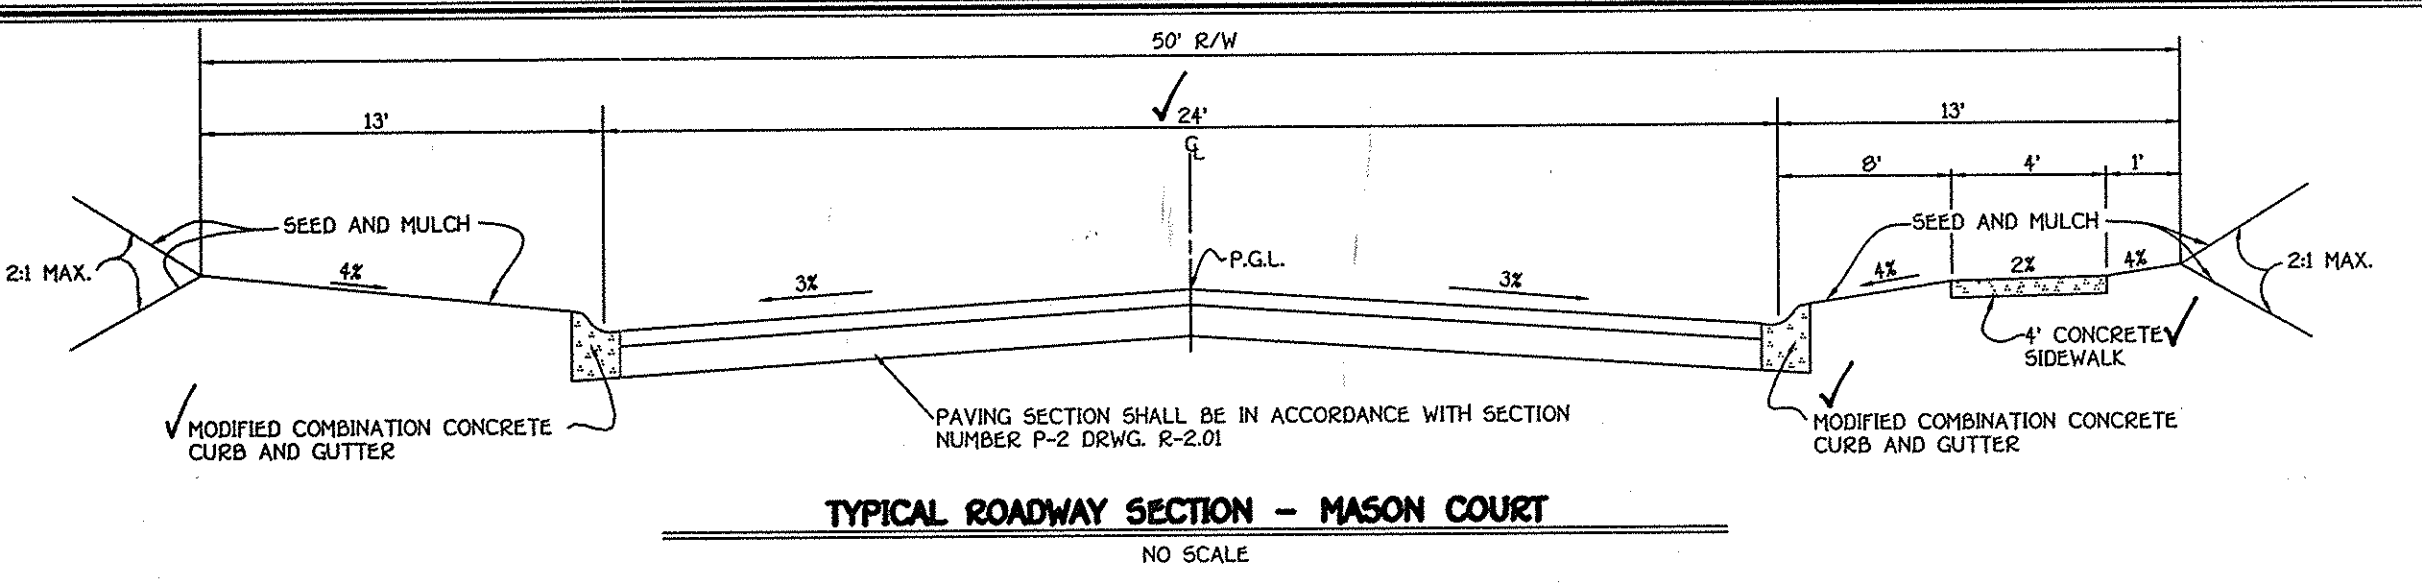 50' R/W
13'
24'
13'
8'
4'
1'
℄
SEED AND MULCH
SEED AND MULCH
2:1 MAX.
4%
3%
P.G.L.
3%
4%
2%
4%
2:1 MAX.
4' CONCRETE
SIDEWALK
MODIFIED COMBINATION CONCRETE
CURB AND GUTTER
PAVING SECTION SHALL BE IN ACCORDANCE WITH SECTION
NUMBER P-2 DRWG. R-2.01
MODIFIED COMBINATION CONCRETE
CURB AND GUTTER
TYPICAL ROADWAY SECTION - MASON COURT
NO SCALE